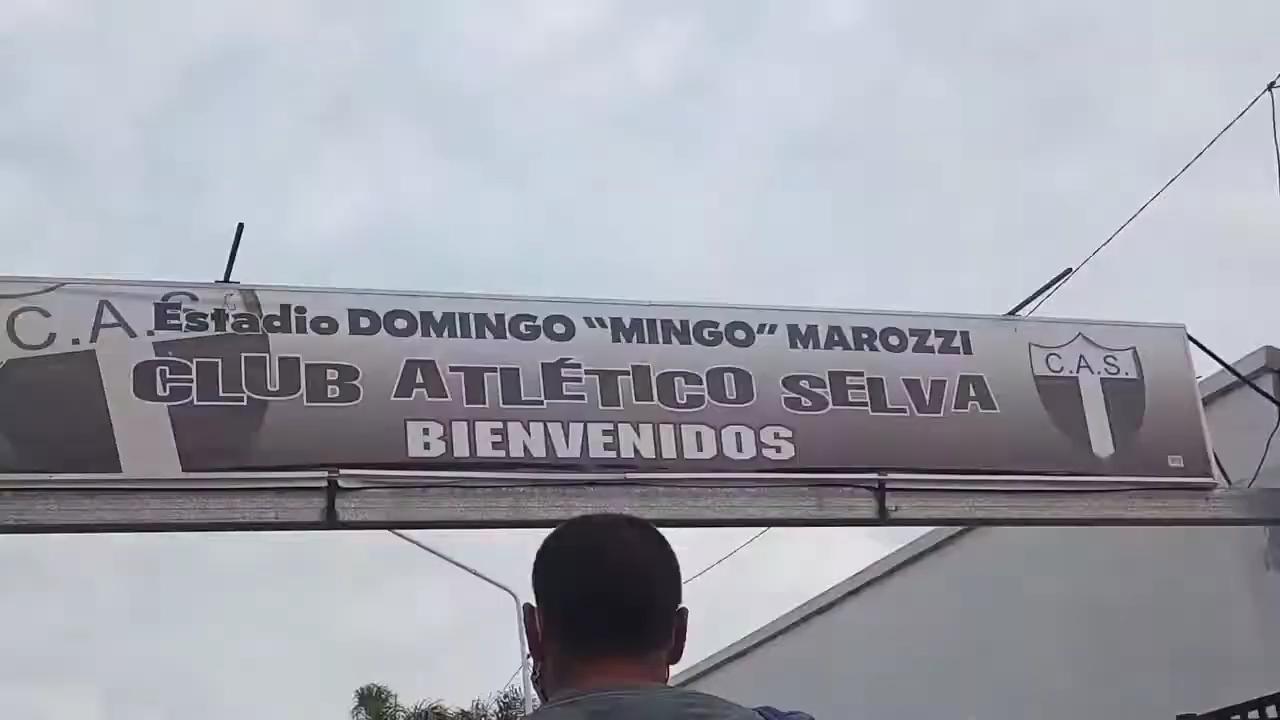 C.A.S.
Estadio DOMINGO "MINGO" MAROZZI
CLUB ATLÉTICO SELVA
BIENVENIDOS
C.A.S.